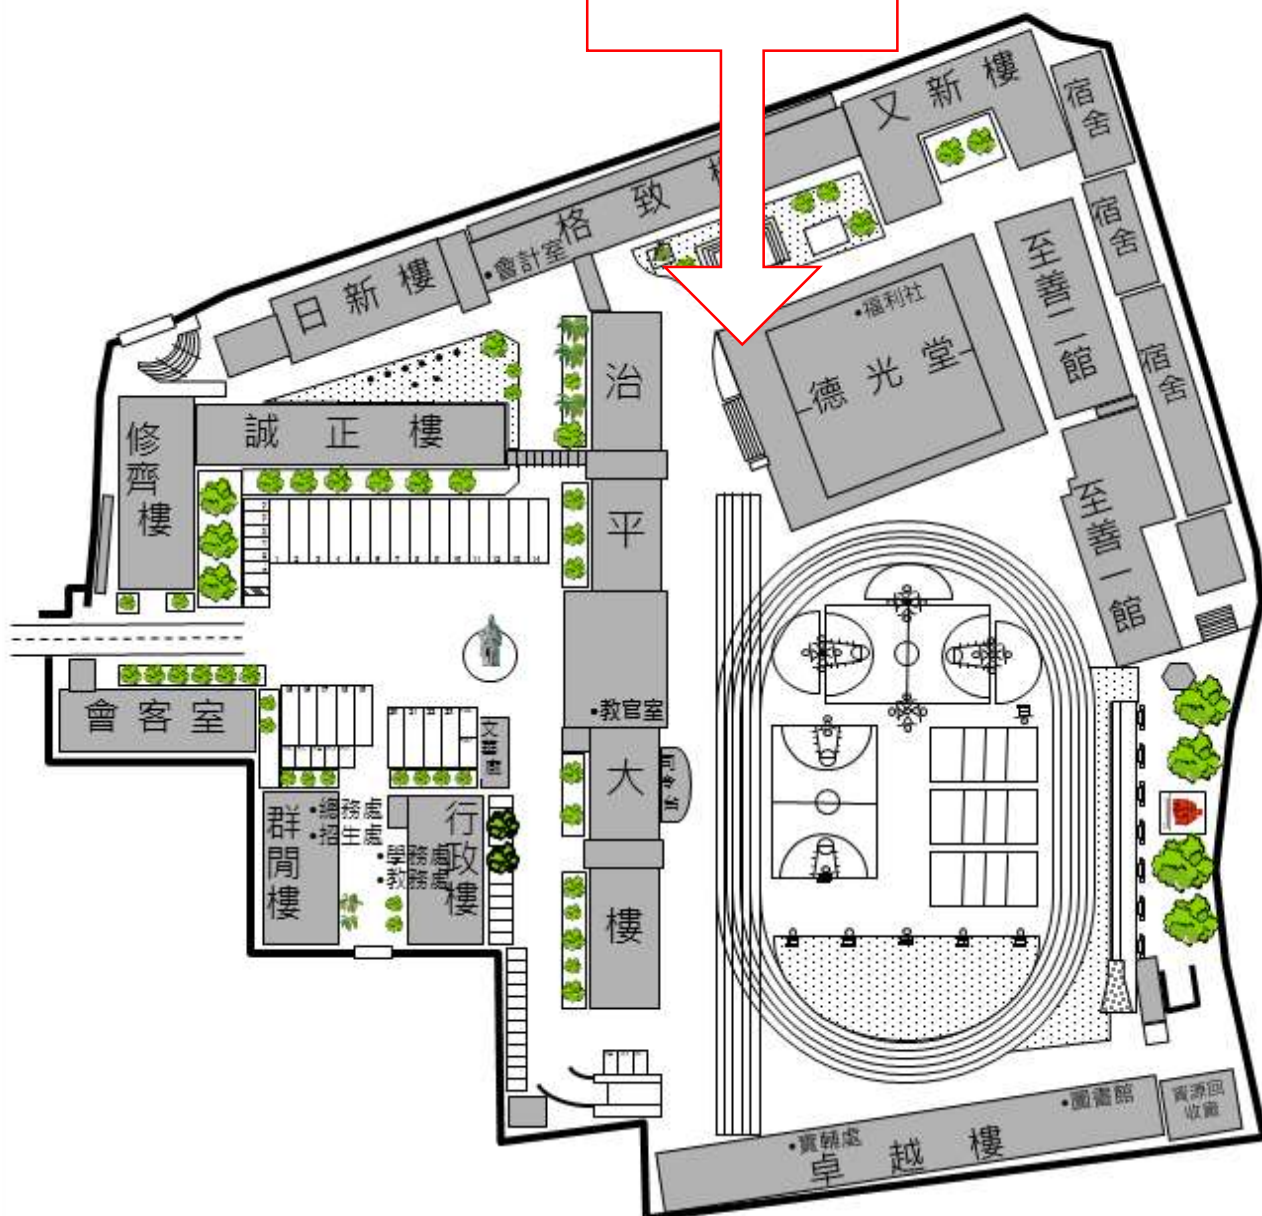 又新樓
宿舍
格致
•會計室
日新樓
宿舍
至善二館
•福利社
德光堂
宿舍
治平大樓
誠正樓
修齊樓
至善一館
•教官室
會客室
群閒樓
•總務處
•招生處
行政樓
•學務處
•教務處
•圖書館
資源回
收廠
•實輔處
卓越樓